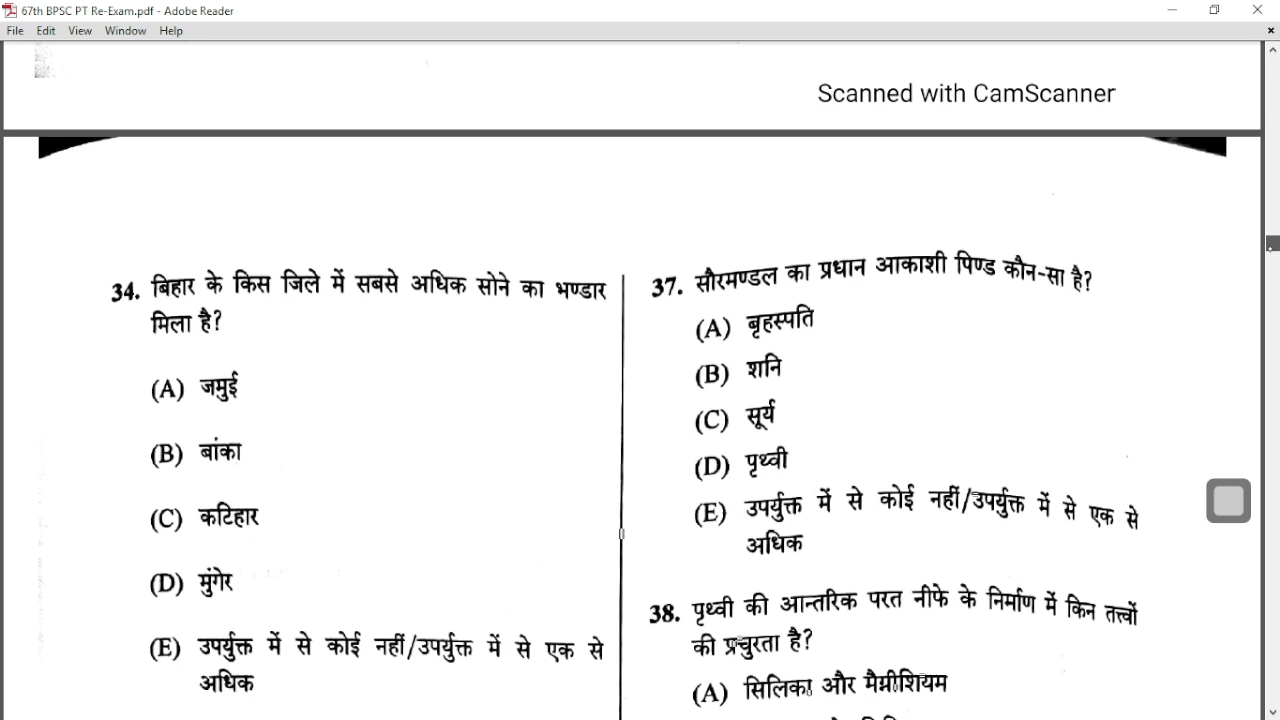 67th BPSC PT Re-Exam.pdf - Adobe Reader
File Edit View Window Help
Scanned with CamScanner
34. बिहार के किस जिले में सबसे अधिक सोने का भण्डार
मिला है?
(A) जमुई
(B) बांका
(C) कटिहार
(D) मुंगेर
(E) उपर्युक्त में से कोई नहीं/उपर्युक्त में से एक से
अधिक
37. सौरमण्डल का प्रधान आकाशी पिण्ड कौन-सा है?
(A) बृहस्पति
(B) शनि
(C) सूर्य
(D) पृथ्वी
(E) उपर्युक्त में से कोई नहीं/उपर्युक्त में से एक से
अधिक
38. पृथ्वी की आन्तरिक परत नीफे के निर्माण में किन तत्त्वों
की प्रचुरता है?
(A) सिलिका और मैग्नीशियम